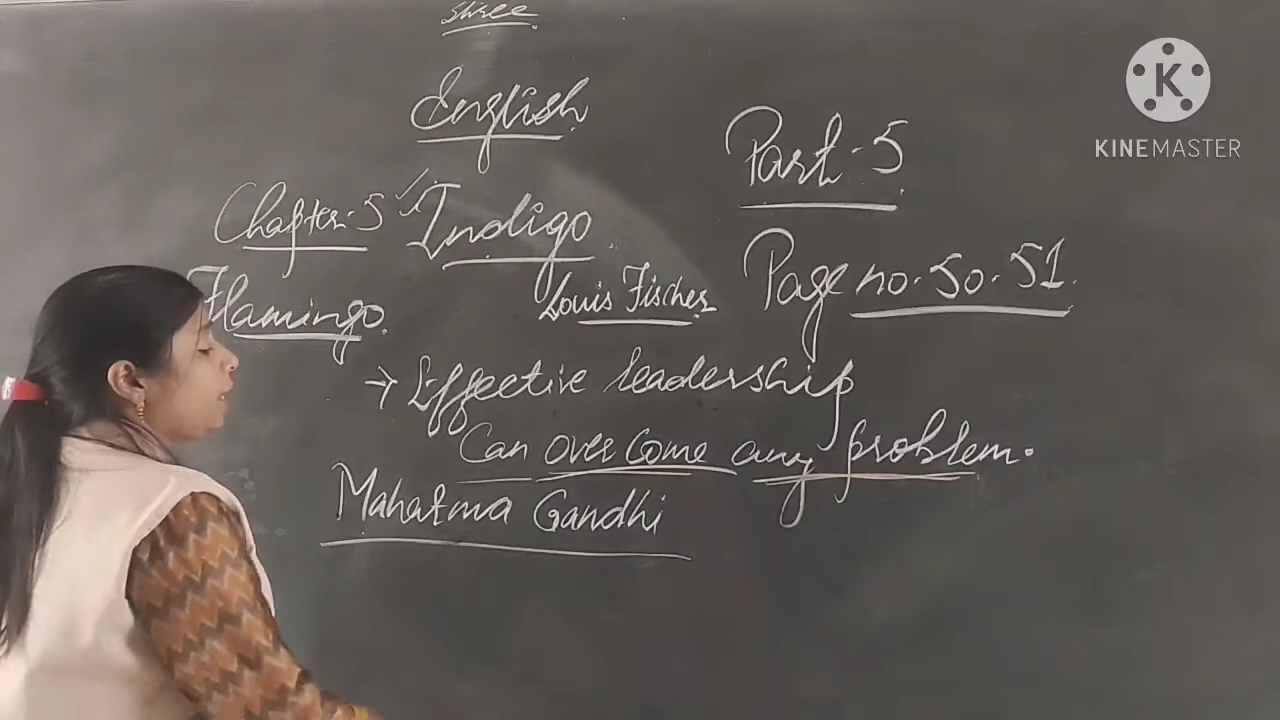 Shree
English
Part-5
Chapter-5 Indigo
Page no. 50-51.
Flamingo. Louis Fischer
→ Effective leadership
Can over come any problem.
Mahatma Gandhi
K
KINEMASTER